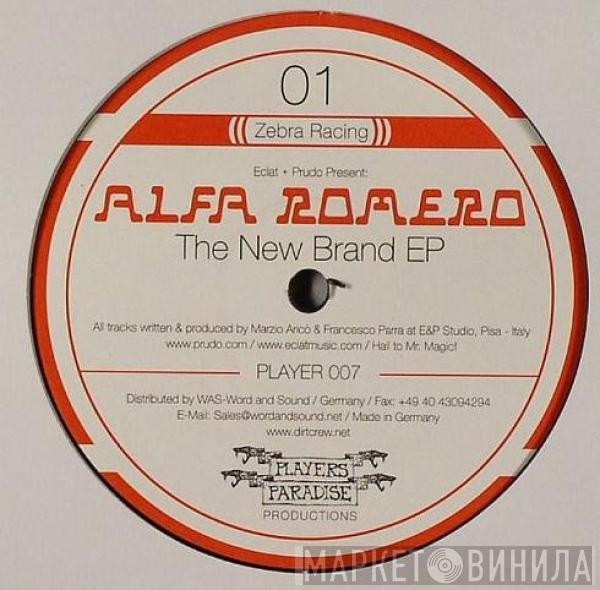 01
Zebra Racing
Eclat + Prudo Present:
ALFA ROMERO
The New Brand EP
All tracks written & produced by Marzio Aricò & Francesco Parra at E&P Studio, Pisa - Italy
www.prudo.com / www.eclatmusic.com / Hail to Mr. Magic!
PLAYER 007
Distributed by WAS-Word and Sound / Germany / Fax: +49 40 43094294
E-Mail: Sales@wordandsound.net / Made in Germany
www.dirtcrew.net
PLAYERS
PARADISE
PRODUCTIONS
МАРКЕТ ВИНИЛА